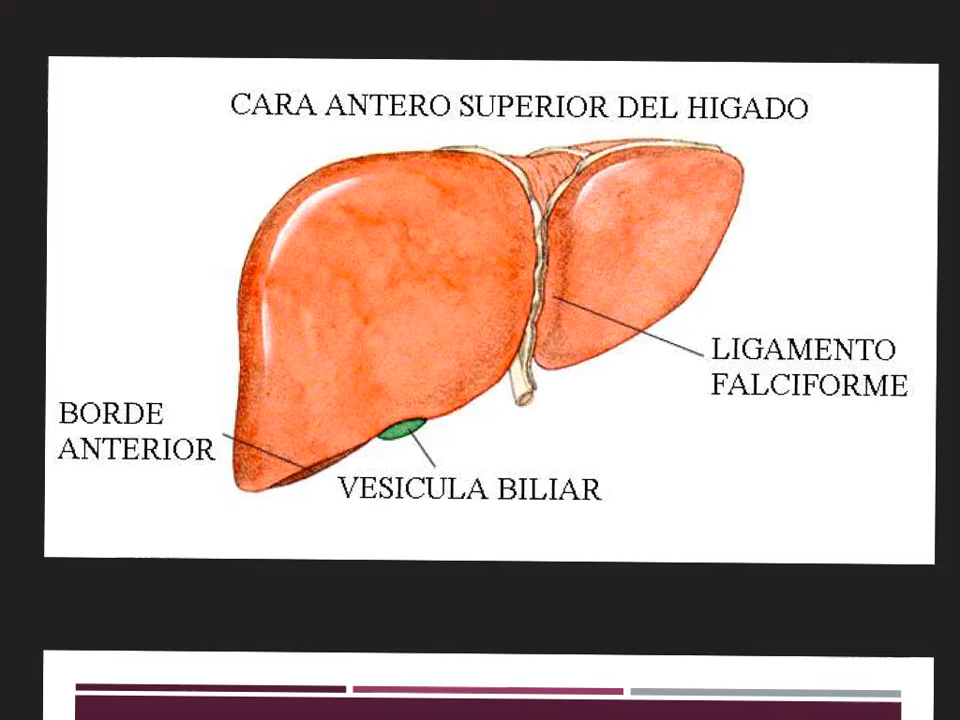 CARA ANTERO SUPERIOR DEL HIGADO
LIGAMENTO
FALCIFORME
BORDE
ANTERIOR
VESICULA BILIAR